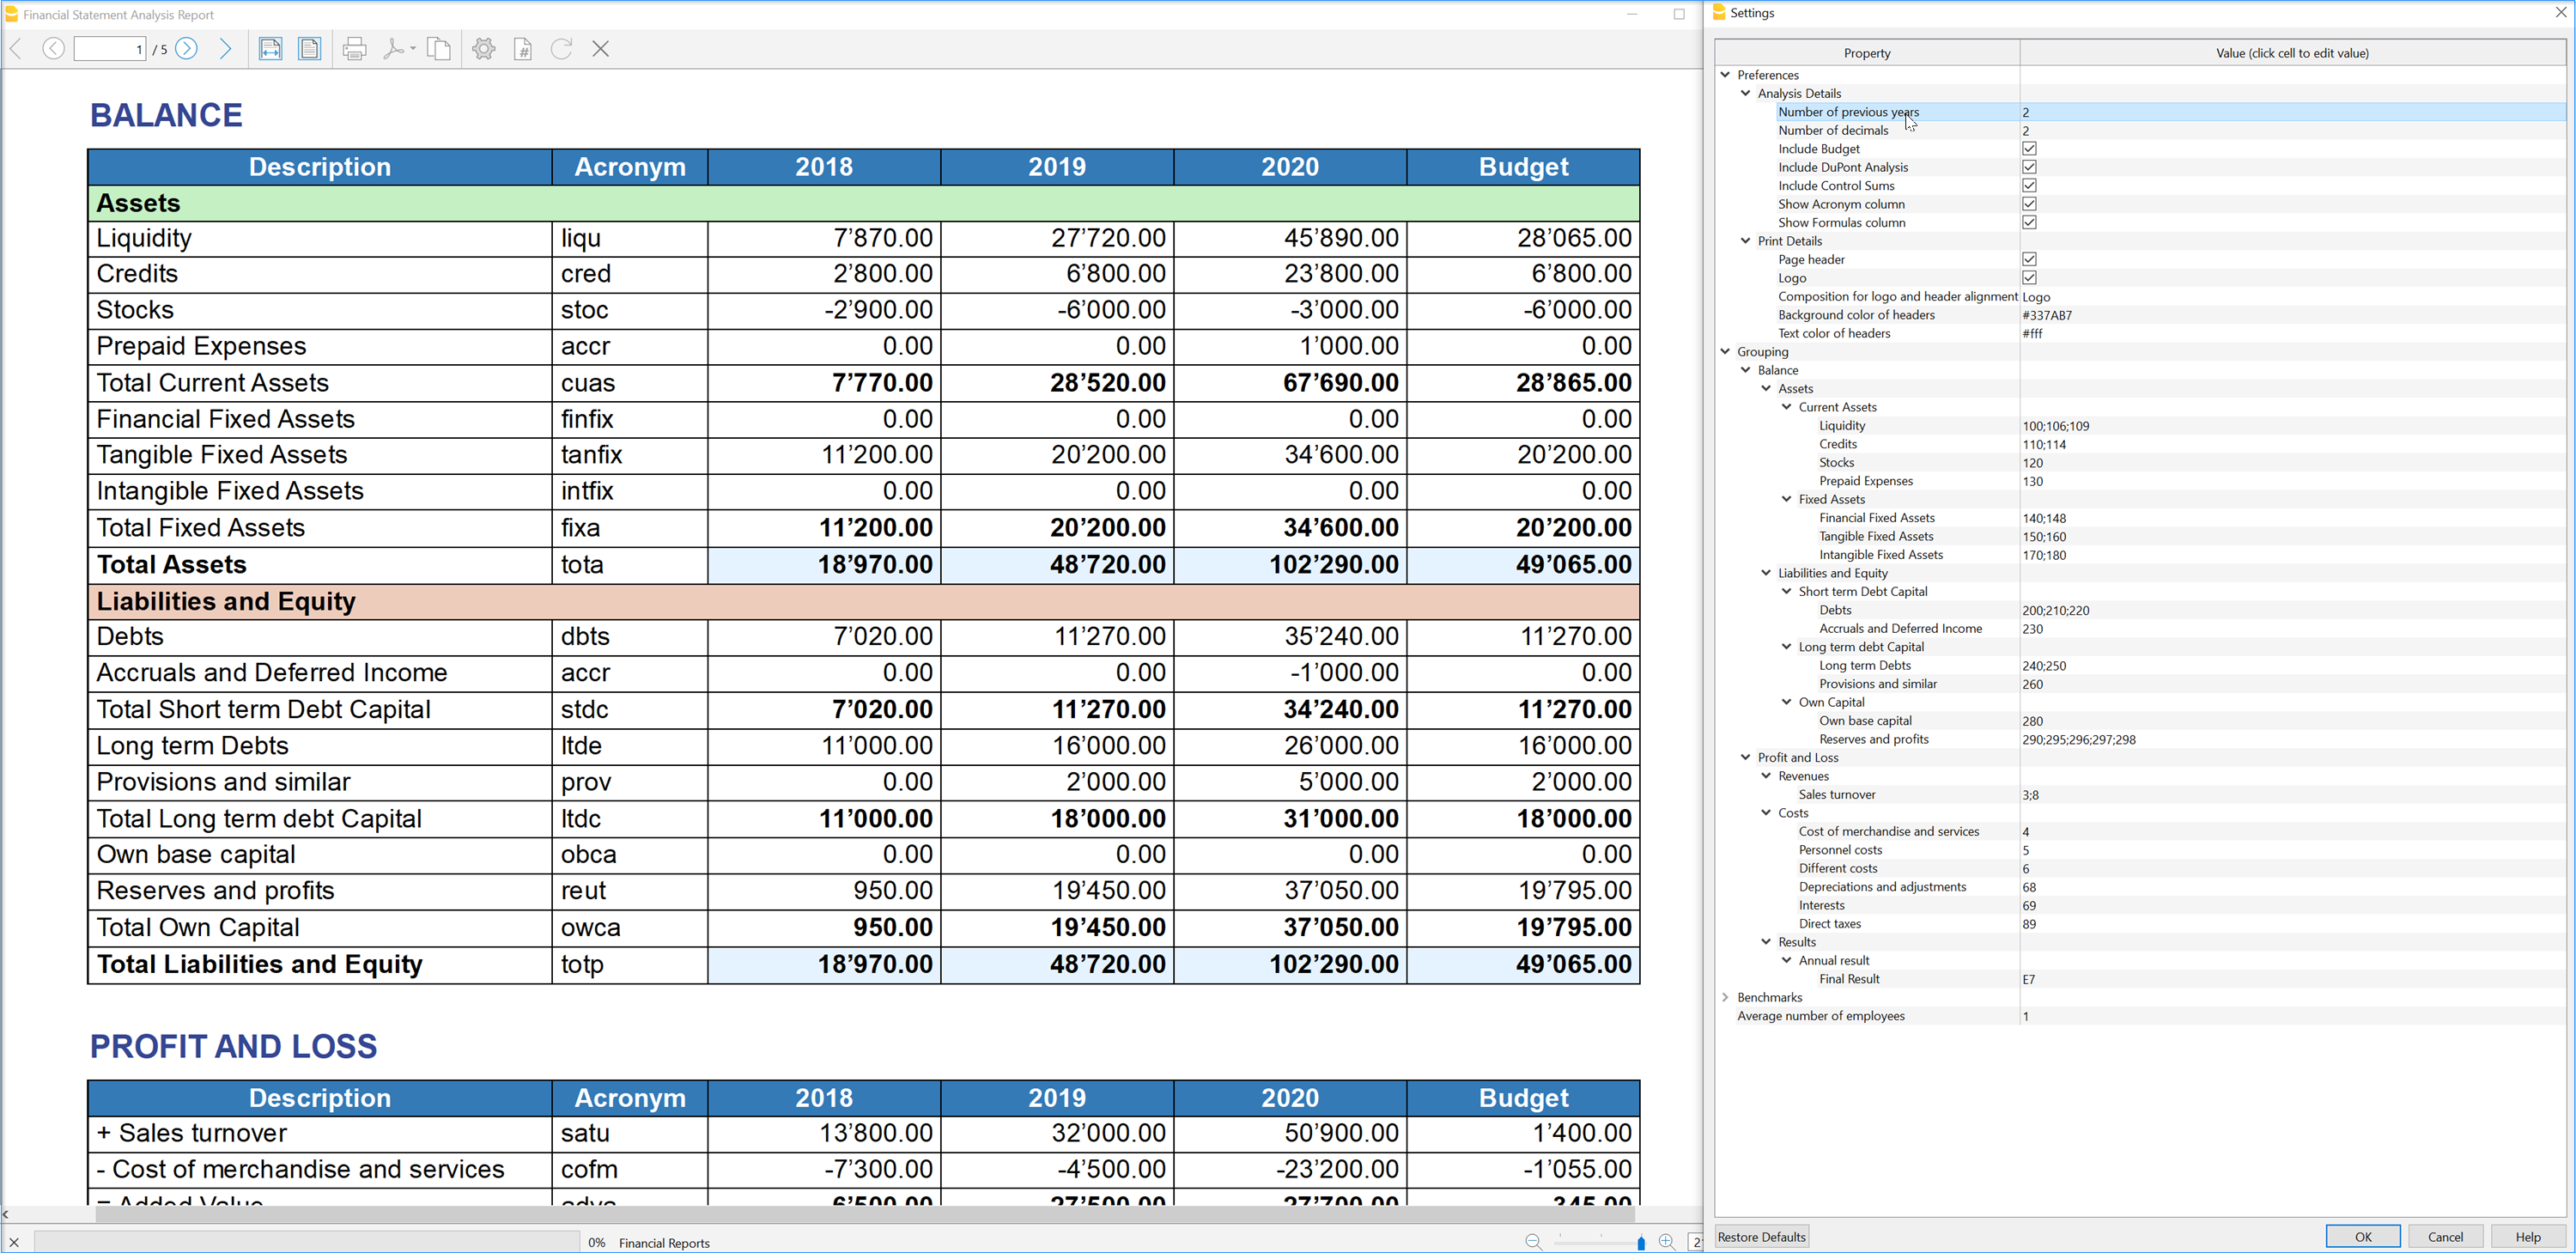 Financial Statement Analysis Report
1 / 5
BALANCE
Description Acronym 2018 2019 2020 Budget
Assets
Liquidity liqu 7’870.00 27’720.00 45’890.00 28’065.00
Credits cred 2’800.00 6’800.00 23’800.00 6’800.00
Stocks stoc -2’900.00 -6’000.00 -3’000.00 -6’000.00
Prepaid Expenses accr 0.00 0.00 1’000.00 0.00
Total Current Assets cuas 7’770.00 28’520.00 67’690.00 28’865.00
Financial Fixed Assets finfix 0.00 0.00 0.00 0.00
Tangible Fixed Assets tanfix 11’200.00 20’200.00 34’600.00 20’200.00
Intangible Fixed Assets intfix 0.00 0.00 0.00 0.00
Total Fixed Assets fixa 11’200.00 20’200.00 34’600.00 20’200.00
Total Assets tota 18’970.00 48’720.00 102’290.00 49’065.00
Liabilities and Equity
Debts dbts 7’020.00 11’270.00 35’240.00 11’270.00
Accruals and Deferred Income accr 0.00 0.00 -1’000.00 0.00
Total Short term Debt Capital stdc 7’020.00 11’270.00 34’240.00 11’270.00
Long term Debts ltde 11’000.00 16’000.00 26’000.00 16’000.00
Provisions and similar prov 0.00 2’000.00 5’000.00 2’000.00
Total Long term debt Capital ltdc 11’000.00 18’000.00 31’000.00 18’000.00
Own base capital obca 0.00 0.00 0.00 0.00
Reserves and profits reut 950.00 19’450.00 37’050.00 19’795.00
Total Own Capital owca 950.00 19’450.00 37’050.00 19’795.00
Total Liabilities and Equity totp 18’970.00 48’720.00 102’290.00 49’065.00
PROFIT AND LOSS
Description Acronym 2018 2019 2020 Budget
+ Sales turnover satu 13’800.00 32’000.00 50’900.00 1’400.00
- Cost of merchandise and services cofm -7’300.00 -4’500.00 -23’200.00 -1’055.00
= Added Value adva 6’500.00 27’500.00 27’700.00 345.00
0% Financial Reports
Settings
Property Value (click cell to edit value)
Preferences
Analysis Details
Number of previous years 2
Number of decimals 2
Include Budget
Include DuPont Analysis
Include Control Sums
Show Acronym column
Show Formulas column
Print Details
Page header
Logo
Composition for logo and header alignment Logo
Background color of headers #337AB7
Text color of headers #fff
Grouping
Balance
Assets
Current Assets
Liquidity 100;106;109
Credits 110;114
Stocks 120
Prepaid Expenses 130
Fixed Assets
Financial Fixed Assets 140;148
Tangible Fixed Assets 150;160
Intangible Fixed Assets 170;180
Liabilities and Equity
Short term Debt Capital
Debts 200;210;220
Accruals and Deferred Income 230
Long term debt Capital
Long term Debts 240;250
Provisions and similar 260
Own Capital
Own base capital 280
Reserves and profits 290;295;296;297;298
Profit and Loss
Revenues
Sales turnover 3;8
Costs
Cost of merchandise and services 4
Personnel costs 5
Different costs 6
Depreciations and adjustments 68
Interests 69
Direct taxes 89
Results
Annual result
Final Result E7
Benchmarks
Average number of employees 1
Restore Defaults OK Cancel Help